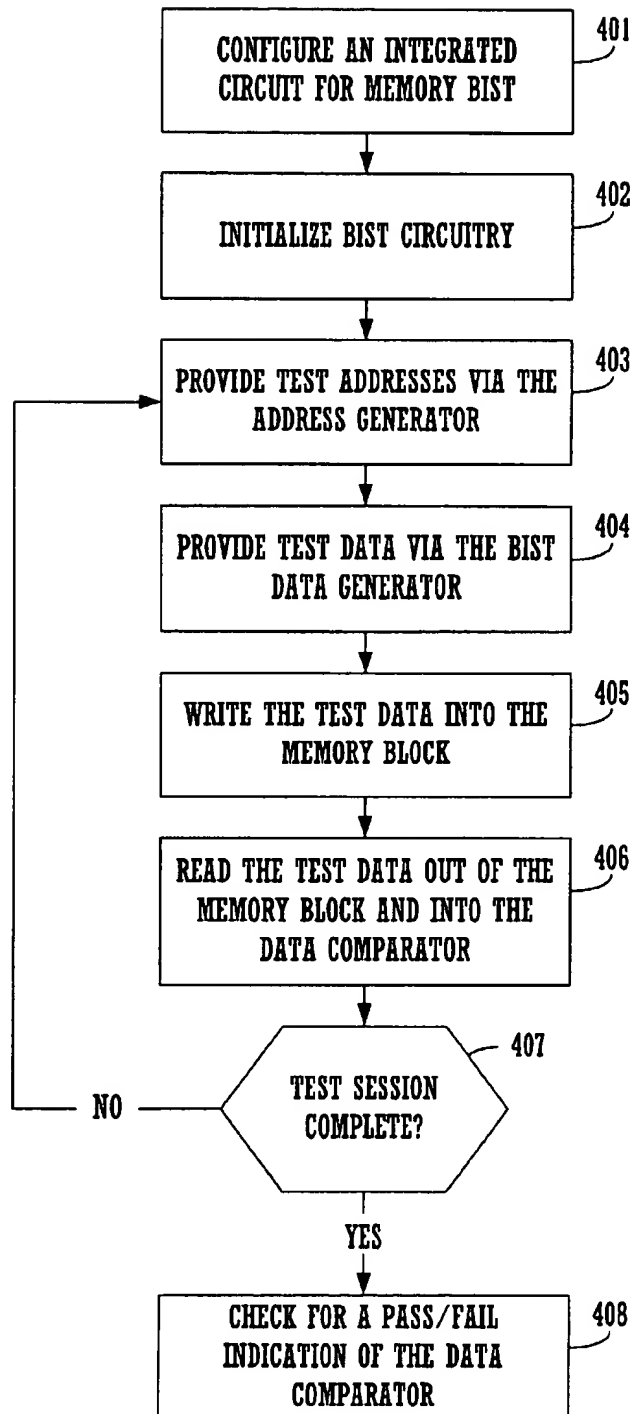 CONFIGURE AN INTEGRATED
CIRCUIT FOR MEMORY BIST
401
INITIALIZE BIST CIRCUITRY
402
PROVIDE TEST ADDRESSES VIA THE
ADDRESS GENERATOR
403
PROVIDE TEST DATA VIA THE BIST
DATA GENERATOR
404
WRITE THE TEST DATA INTO THE
MEMORY BLOCK
405
READ THE TEST DATA OUT OF THE
MEMORY BLOCK AND INTO THE
DATA COMPARATOR
406
TEST SESSION
COMPLETE?
407
NO
YES
CHECK FOR A PASS/FAIL
INDICATION OF THE DATA
COMPARATOR
408